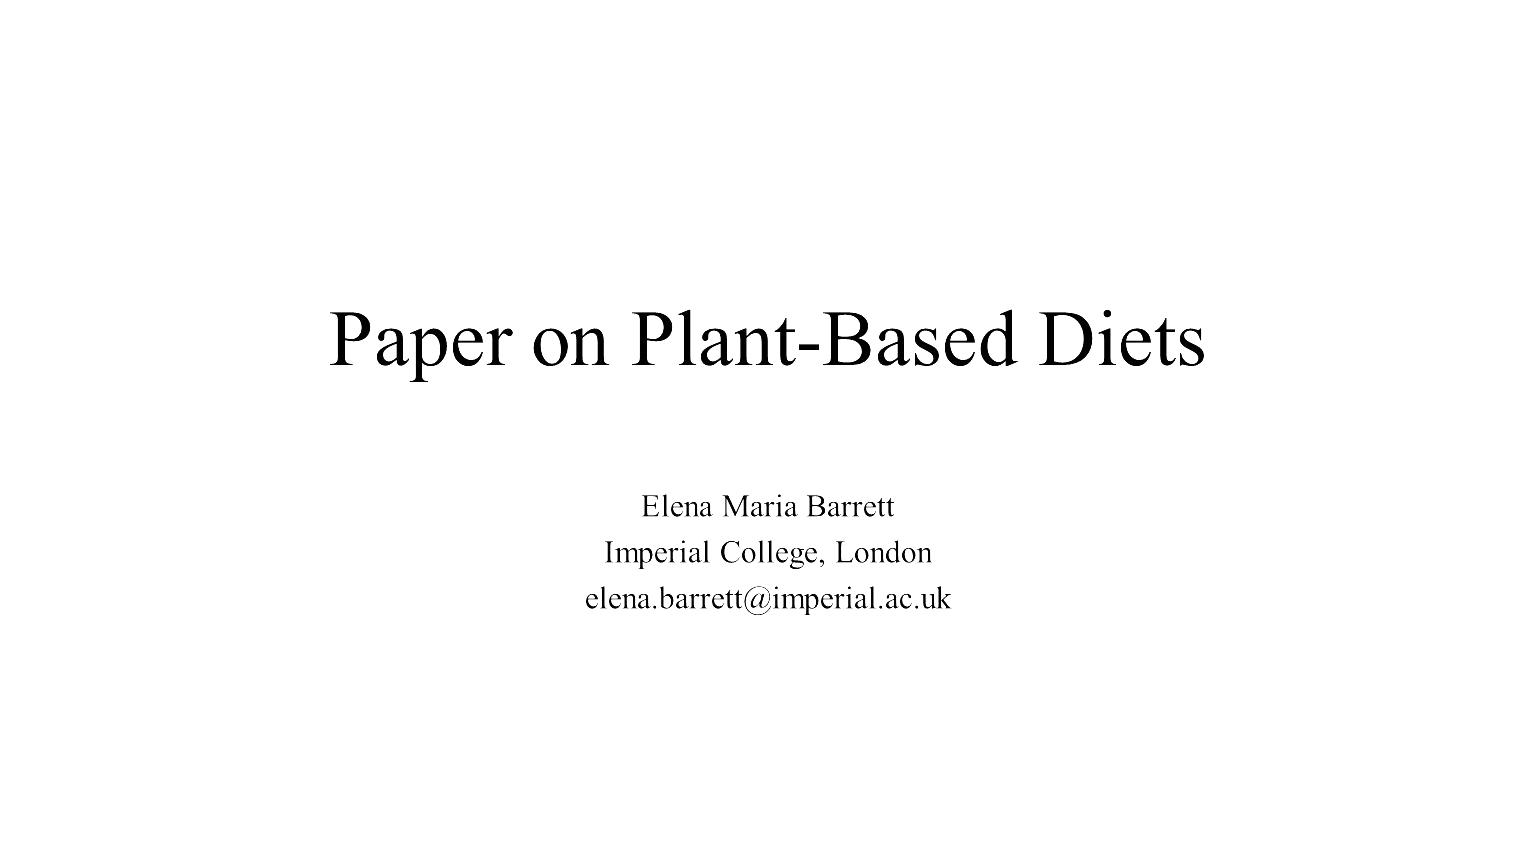 Paper on Plant-Based Diets
Elena Maria Barrett
Imperial College, London
elena.barrett@imperial.ac.uk